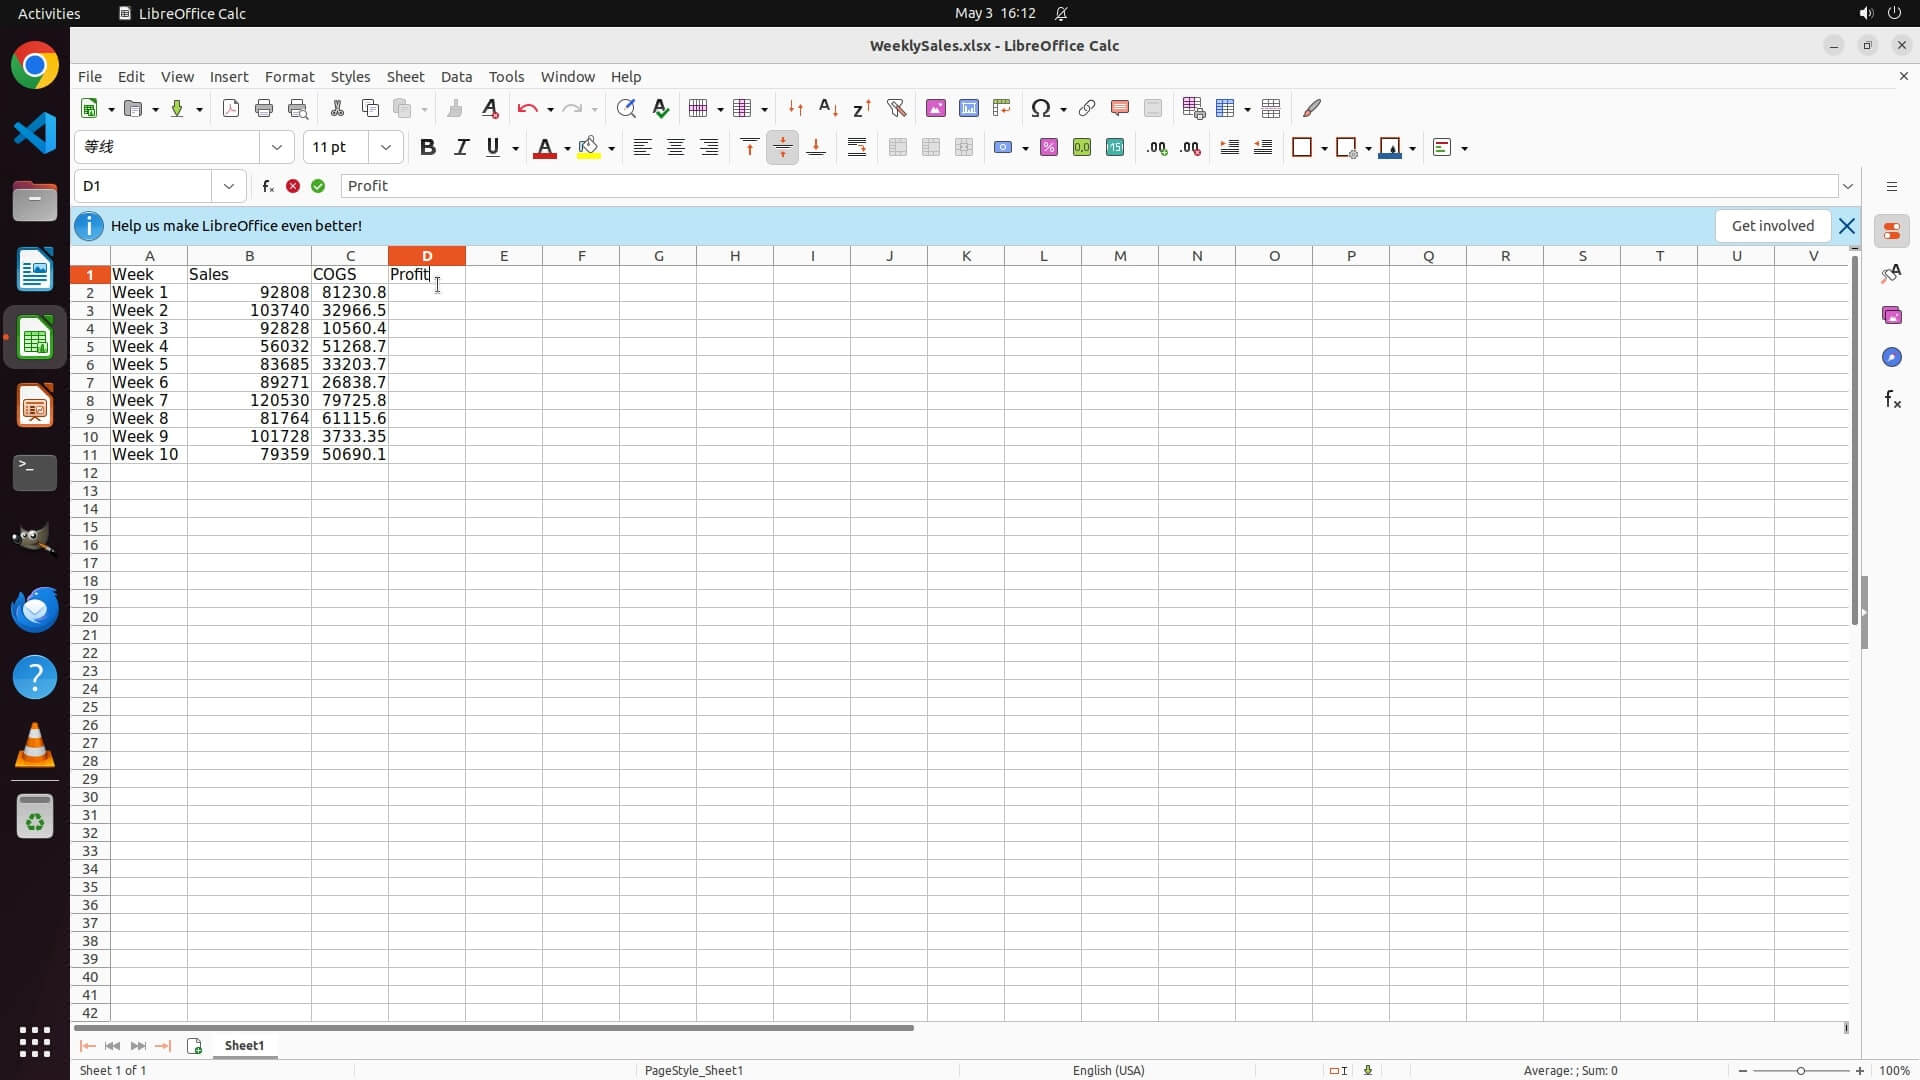 Activities LibreOffice Calc May 3 16:12
WeeklySales.xlsx - LibreOffice Calc
File Edit View Insert Format Styles Sheet Data Tools Window Help
等线 11 pt
D1 Profit
Help us make LibreOffice even better! Get involved
A B C D E F G H I J K L M N O P Q R S T U V
1 Week Sales COGS Profit
2 Week 1 92808 81230.8
3 Week 2 103740 32966.5
4 Week 3 92828 10560.4
5 Week 4 56032 51268.7
6 Week 5 83685 33203.7
7 Week 6 89271 26838.7
8 Week 7 120530 79725.8
9 Week 8 81764 61115.6
10 Week 9 101728 3733.35
11 Week 10 79359 50690.1
12
13
14
15
16
17
18
19
20
21
22
23
24
25
26
27
28
29
30
31
32
33
34
35
36
37
38
39
40
41
42
Sheet1
Sheet 1 of 1 PageStyle_Sheet1 English (USA) Average: ; Sum: 0 100%